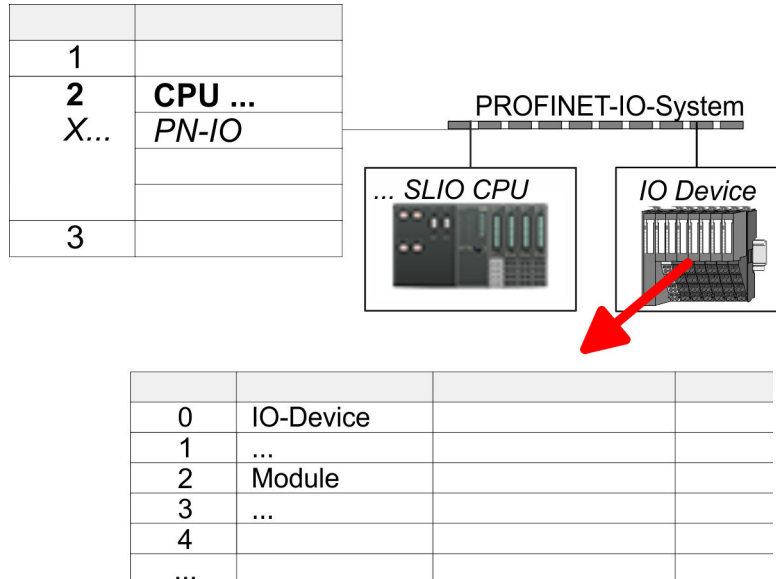 1
2 CPU ...
X... PN-IO
3
PROFINET-IO-System
... SLIO CPU
IO Device
0 IO-Device
1 ...
2 Module
3 ...
4
...